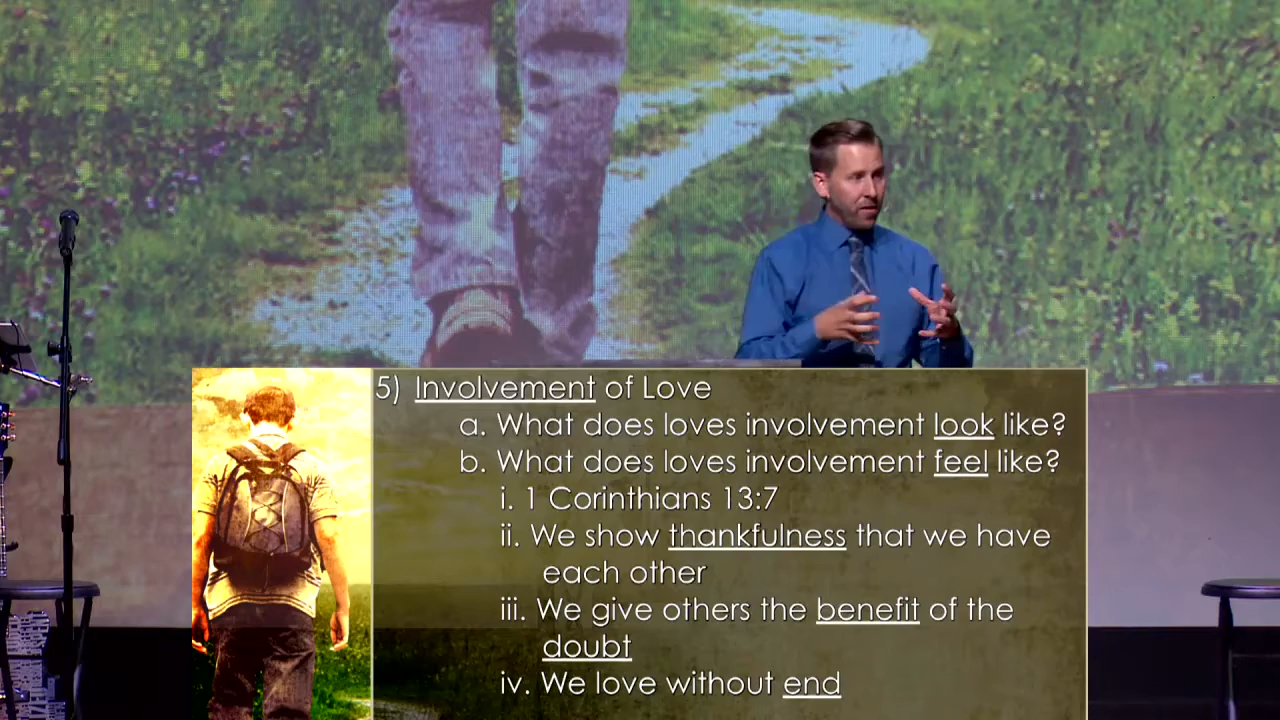 5) Involvement of Love
a. What does loves involvement look like?
b. What does loves involvement feel like?
i. 1 Corinthians 13:7
ii. We show thankfulness that we have
each other
iii. We give others the benefit of the
doubt
iv. We love without end